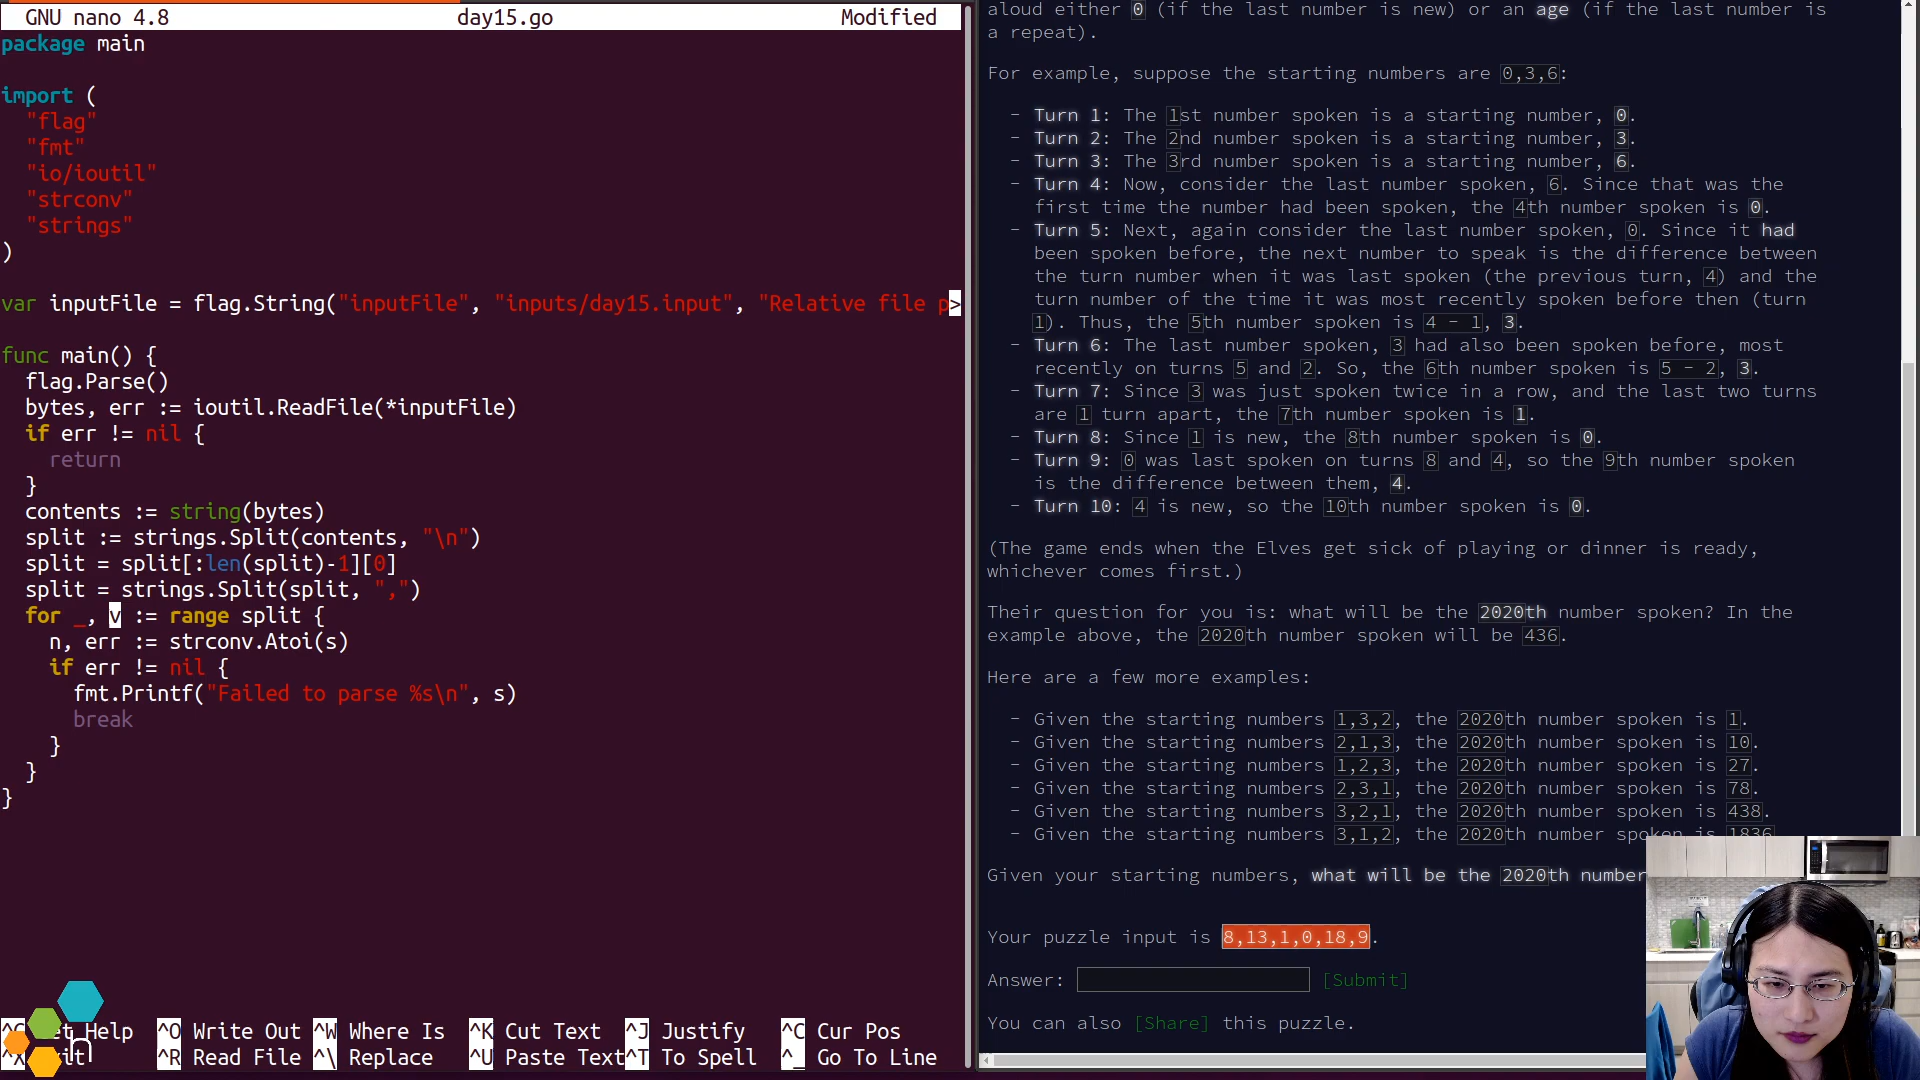 GNU nano 4.8 day15.go Modified
package main
import (
"flag"
"fmt"
"io/ioutil"
"strconv"
"strings"
)
var inputFile = flag.String("inputFile", "inputs/day15.input", "Relative file p>
func main() {
flag.Parse()
bytes, err := ioutil.ReadFile(*inputFile)
if err != nil {
return
}
contents := string(bytes)
split := strings.Split(contents, "\n")
split = split[:len(split)-1][0]
split = strings.Split(split, ",")
for _, v := range split {
n, err := strconv.Atoi(s)
if err != nil {
fmt.Printf("Failed to parse %s\n", s)
break
}
}
}
Help ^O Write Out ^W Where Is ^K Cut Text ^J Justify ^C Cur Pos
^R Read File ^\ Replace ^U Paste Text ^T To Spell ^_ Go To Line
aloud either 0 (if the last number is new) or an age (if the last number is
a repeat).
For example, suppose the starting numbers are 0,3,6:
- Turn 1: The 1st number spoken is a starting number, 0.
- Turn 2: The 2nd number spoken is a starting number, 3.
- Turn 3: The 3rd number spoken is a starting number, 6.
- Turn 4: Now, consider the last number spoken, 6. Since that was the
first time the number had been spoken, the 4th number spoken is 0.
- Turn 5: Next, again consider the last number spoken, 0. Since it had
been spoken before, the next number to speak is the difference between
the turn number when it was last spoken (the previous turn, 4) and the
turn number of the time it was most recently spoken before then (turn
1). Thus, the 5th number spoken is 4 - 1, 3.
- Turn 6: The last number spoken, 3 had also been spoken before, most
recently on turns 5 and 2. So, the 6th number spoken is 5 - 2, 3.
- Turn 7: Since 3 was just spoken twice in a row, and the last two turns
are 1 turn apart, the 7th number spoken is 1.
- Turn 8: Since 1 is new, the 8th number spoken is 0.
- Turn 9: 0 was last spoken on turns 8 and 4, so the 9th number spoken
is the difference between them, 4.
- Turn 10: 4 is new, so the 10th number spoken is 0.
(The game ends when the Elves get sick of playing or dinner is ready,
whichever comes first.)
Their question for you is: what will be the 2020th number spoken? In the
example above, the 2020th number spoken will be 436.
Here are a few more examples:
- Given the starting numbers 1,3,2, the 2020th number spoken is 1.
- Given the starting numbers 2,1,3, the 2020th number spoken is 10.
- Given the starting numbers 1,2,3, the 2020th number spoken is 27.
- Given the starting numbers 2,3,1, the 2020th number spoken is 78.
- Given the starting numbers 3,2,1, the 2020th number spoken is 438.
- Given the starting numbers 3,1,2, the 2020th number spoken is 1836
Given your starting numbers, what will be the 2020th number
Your puzzle input is 8,13,1,0,18,9.
Answer: [Submit]
You can also [Share] this puzzle.